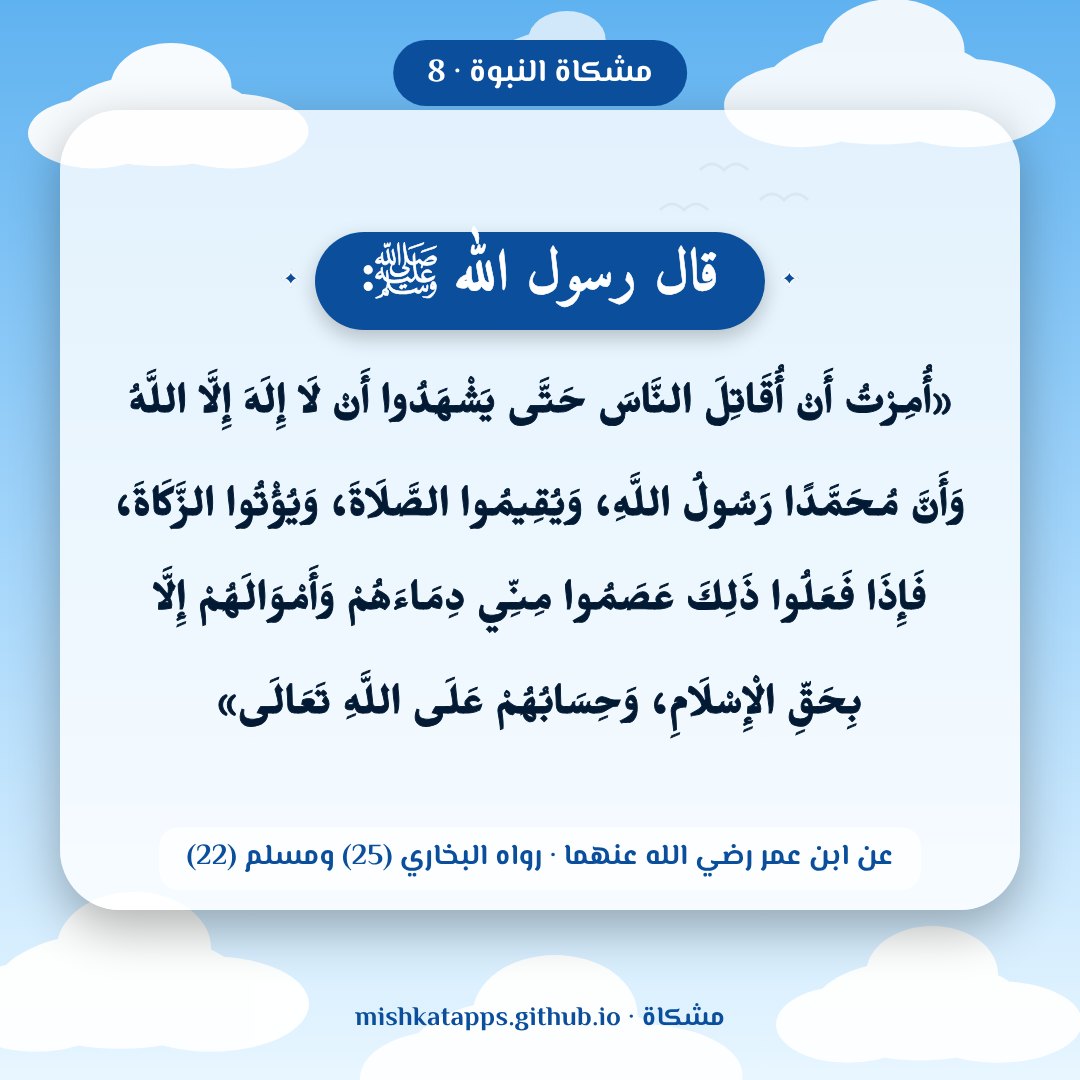 مشكاة النبوة · 8
قال رسول الله ﷺ:
«أُمِرْتُ أَنْ أُقَاتِلَ النَّاسَ حَتَّى يَشْهَدُوا أَنْ لَا إِلَهَ إِلَّا اللَّهُ
وَأَنَّ مُحَمَّدًا رَسُولُ اللَّهِ، وَيُقِيمُوا الصَّلَاةَ، وَيُؤْتُوا الزَّكَاةَ،
فَإِذَا فَعَلُوا ذَلِكَ عَصَمُوا مِنِّي دِمَاءَهُمْ وَأَمْوَالَهُمْ إِلَّا
بِحَقِّ الْإِسْلَامِ، وَحِسَابُهُمْ عَلَى اللَّهِ تَعَالَى»
عن ابن عمر رضي الله عنهما · رواه البخاري (25) ومسلم (22)
مشكاة · mishkatapps.github.io